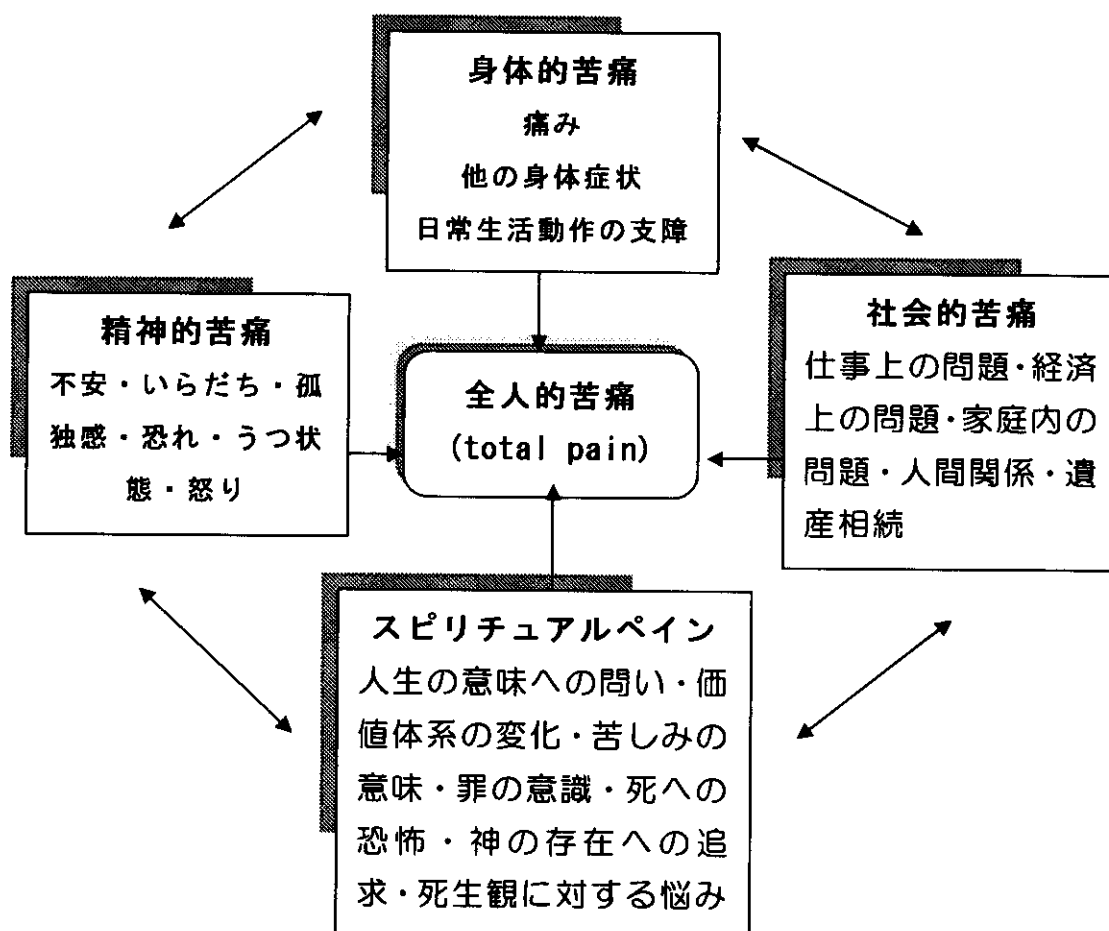 身体的苦痛
痛み
他の身体症状
日常生活動作の支障
精神的苦痛
不安・いらだち・孤
独感・恐れ・うつ状
態・怒り
全人的苦痛
(total pain)
社会的苦痛
仕事上の問題・経済
上の問題・家庭内の
問題・人間関係・遺
産相続
スピリチュアルペイン
人生の意味への問い・価
値体系の変化・苦しみの
意味・罪の意識・死への
恐怖・神の存在への追
求・死生観に対する悩み